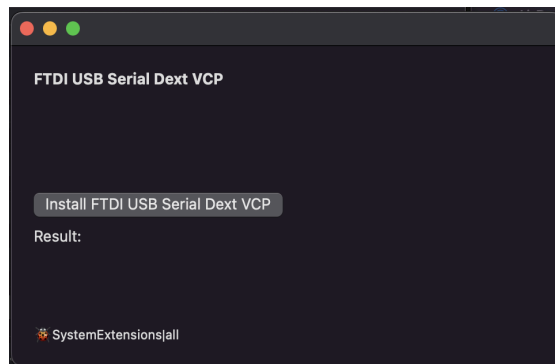 FTDI USB Serial Dext VCP
Install FTDI USB Serial Dext VCP
Result:
🐞 SystemExtensions|all